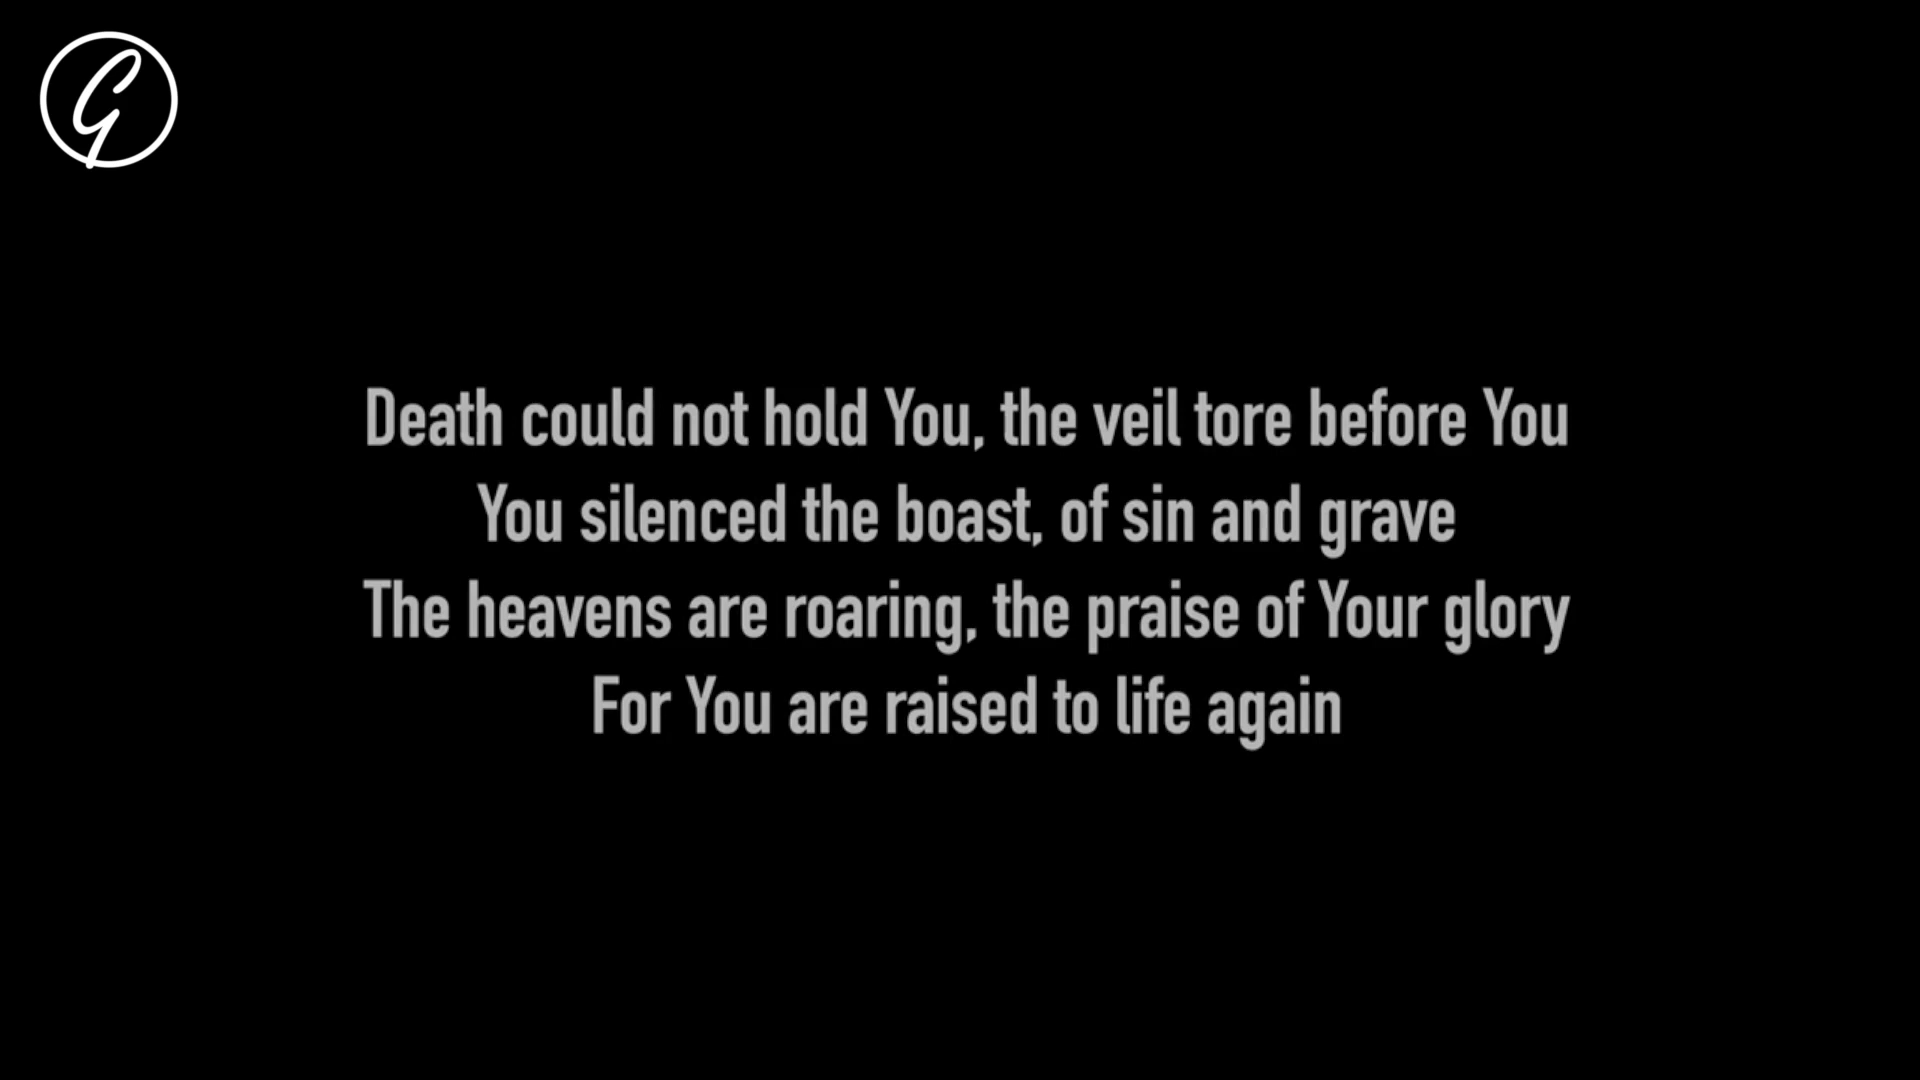 G
Death could not hold You, the veil tore before You
You silenced the boast, of sin and grave
The heavens are roaring, the praise of Your glory
For You are raised to life again